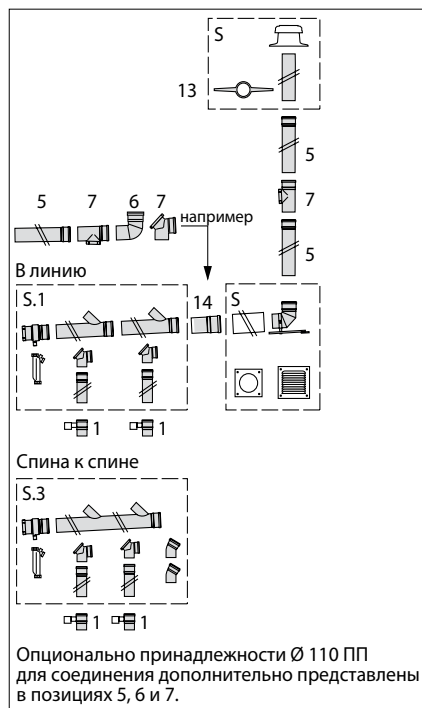 S
13
5
5 7 6 7
например
7
5
В линию
S.1
14
S
1 1
Спина к спине
S.3
1 1
Опционально принадлежности Ø 110 ПП
для соединения дополнительно представлены
в позициях 5, 6 и 7.